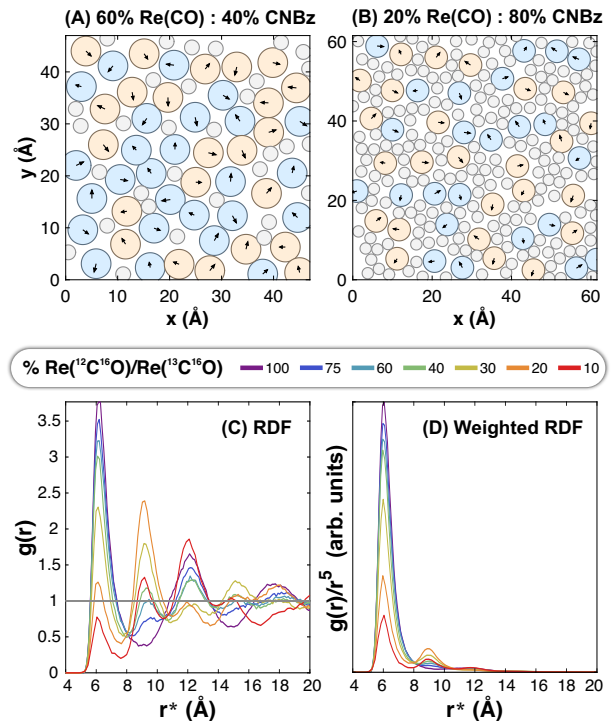 (A) 60% Re(CO) : 40% CNBz
(B) 20% Re(CO) : 80% CNBz
y (Å)
40
30
20
10
0
0 10 20 30 40
x (Å)
60
50
40
30
20
10
0
0 20 40 60
x (Å)
% Re(¹²C¹⁶O)/Re(¹³C¹⁶O) 100 75 60 40 30 20 10
(C) RDF
g(r)
3.5
3
2.5
2
1.5
1
0.5
0
4 6 8 10 12 14 16 18 20
r* (Å)
(D) Weighted RDF
g(r)/r⁵ (arb. units)
4 6 8 10 12 14 16 18 20
r* (Å)